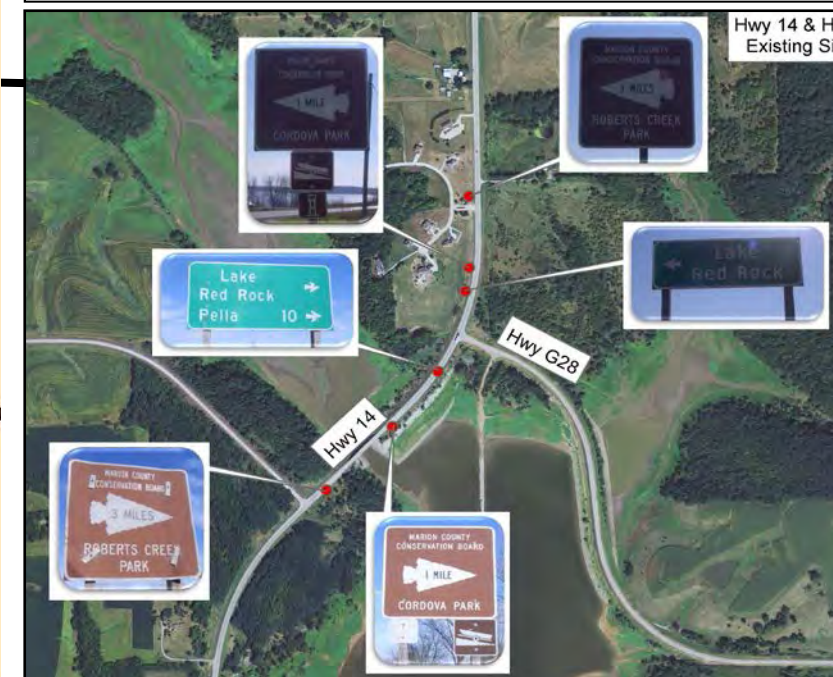 Hwy 14 & H
Existing Si
MARION COUNTY
CONSERVATION BOARD
1 MILE
CORDOVA PARK
MARION COUNTY
CONSERVATION BOARD
3 MILES
ROBERTS CREEK
PARK
Lake
Red Rock
Pella 10
Lake
Red Rock
Hwy G28
Hwy 14
MARION COUNTY
CONSERVATION BOARD
3 MILES
ROBERTS CREEK
PARK
MARION COUNTY
CONSERVATION BOARD
1 MILE
CORDOVA PARK